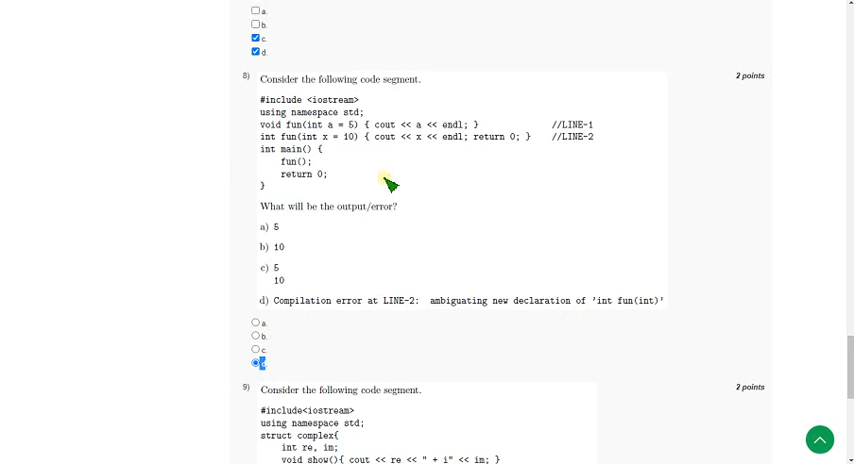 a.
b.
c.
d.
8) Consider the following code segment. 2 points
#include <iostream>
using namespace std;
void fun(int a = 5) { cout << a << endl; } //LINE-1
int fun(int x = 10) { cout << x << endl; return 0; } //LINE-2
int main() {
fun();
return 0;
}
What will be the output/error?
a) 5
b) 10
c) 5
10
d) Compilation error at LINE-2: ambiguating new declaration of 'int fun(int)'
a.
b.
c.
d.
9) Consider the following code segment. 2 points
#include<iostream>
using namespace std;
struct complex{
int re, im;
void show(){ cout << re << " + i" << im; }